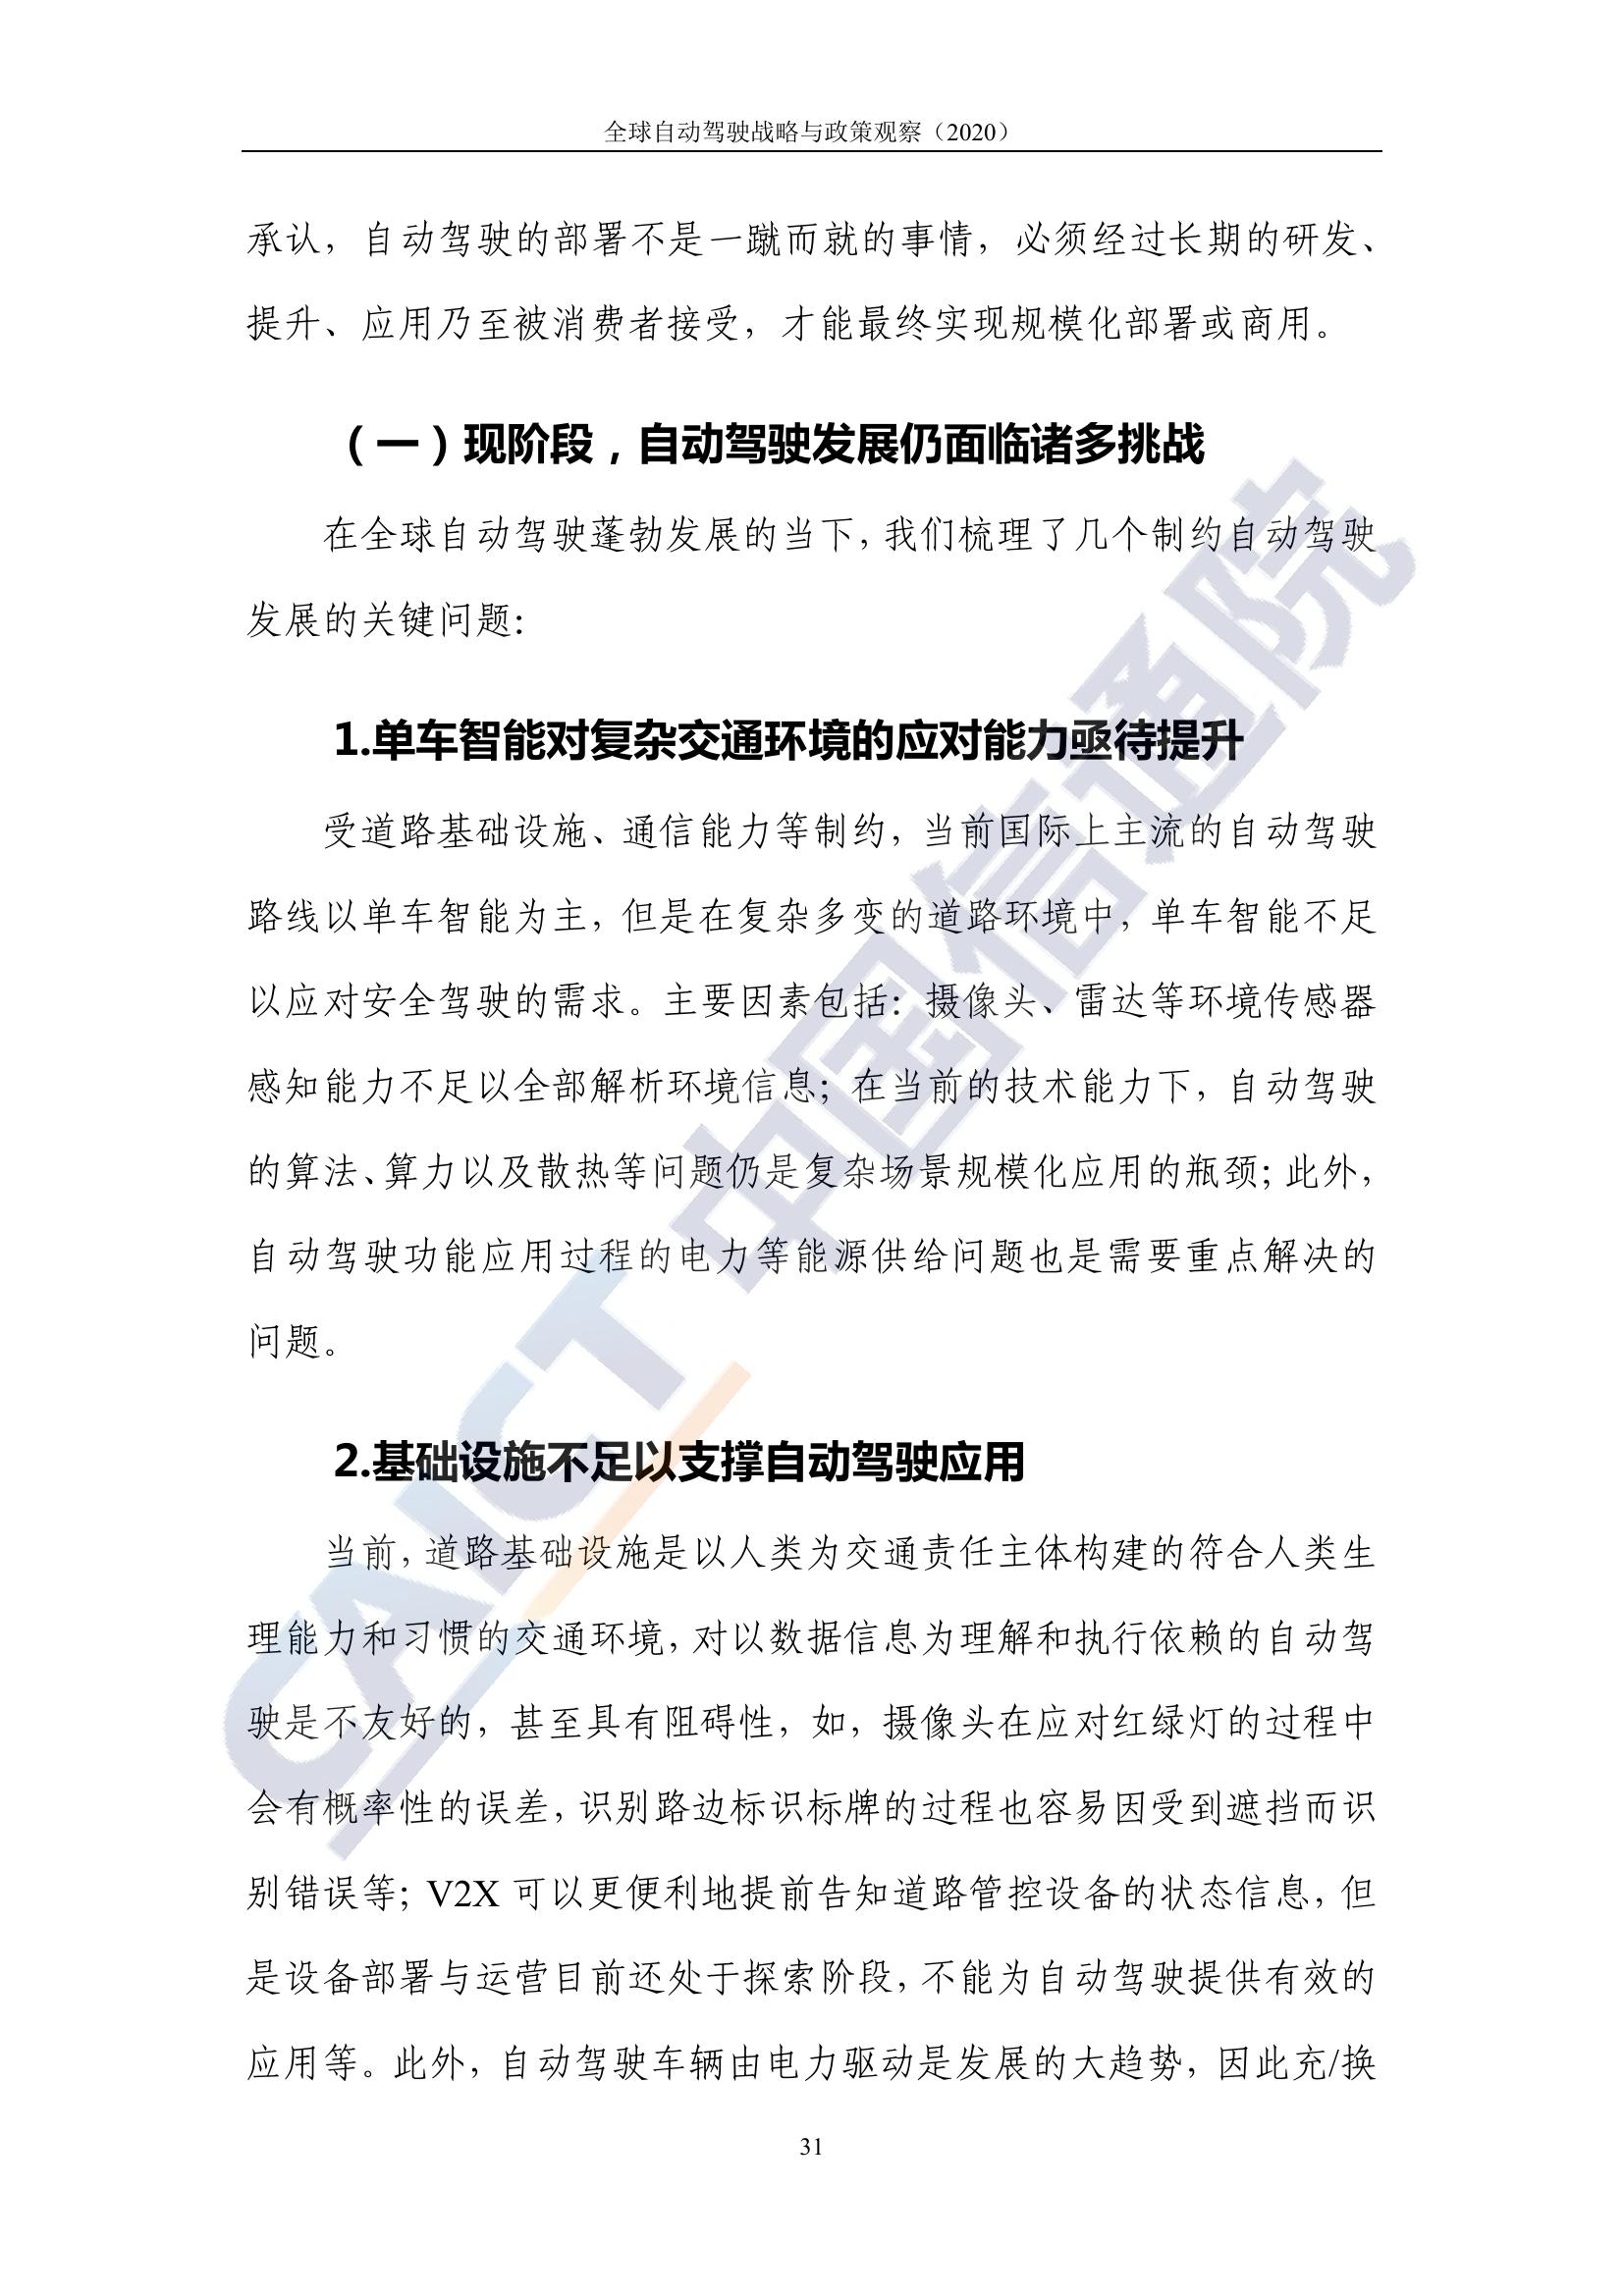 全球自动驾驶战略与政策观察（2020）
承认，自动驾驶的部署不是一蹴而就的事情，必须经过长期的研发、
提升、应用乃至被消费者接受，才能最终实现规模化部署或商用。
（一）现阶段，自动驾驶发展仍面临诸多挑战
在全球自动驾驶蓬勃发展的当下，我们梳理了几个制约自动驾驶
发展的关键问题：
1.单车智能对复杂交通环境的应对能力亟待提升
受道路基础设施、通信能力等制约，当前国际上主流的自动驾驶
路线以单车智能为主，但是在复杂多变的道路环境中，单车智能不足
以应对安全驾驶的需求。主要因素包括：摄像头、雷达等环境传感器
感知能力不足以全部解析环境信息；在当前的技术能力下，自动驾驶
的算法、算力以及散热等问题仍是复杂场景规模化应用的瓶颈；此外，
自动驾驶功能应用过程的电力等能源供给问题也是需要重点解决的
问题。
2.基础设施不足以支撑自动驾驶应用
当前，道路基础设施是以人类为交通责任主体构建的符合人类生
理能力和习惯的交通环境，对以数据信息为理解和执行依赖的自动驾
驶是不友好的，甚至具有阻碍性，如，摄像头在应对红绿灯的过程中
会有概率性的误差，识别路边标识标牌的过程也容易因受到遮挡而识
别错误等；V2X 可以更便利地提前告知道路管控设备的状态信息，但
是设备部署与运营目前还处于探索阶段，不能为自动驾驶提供有效的
应用等。此外，自动驾驶车辆由电力驱动是发展的大趋势，因此充/换
31
CAICT 中国信通院